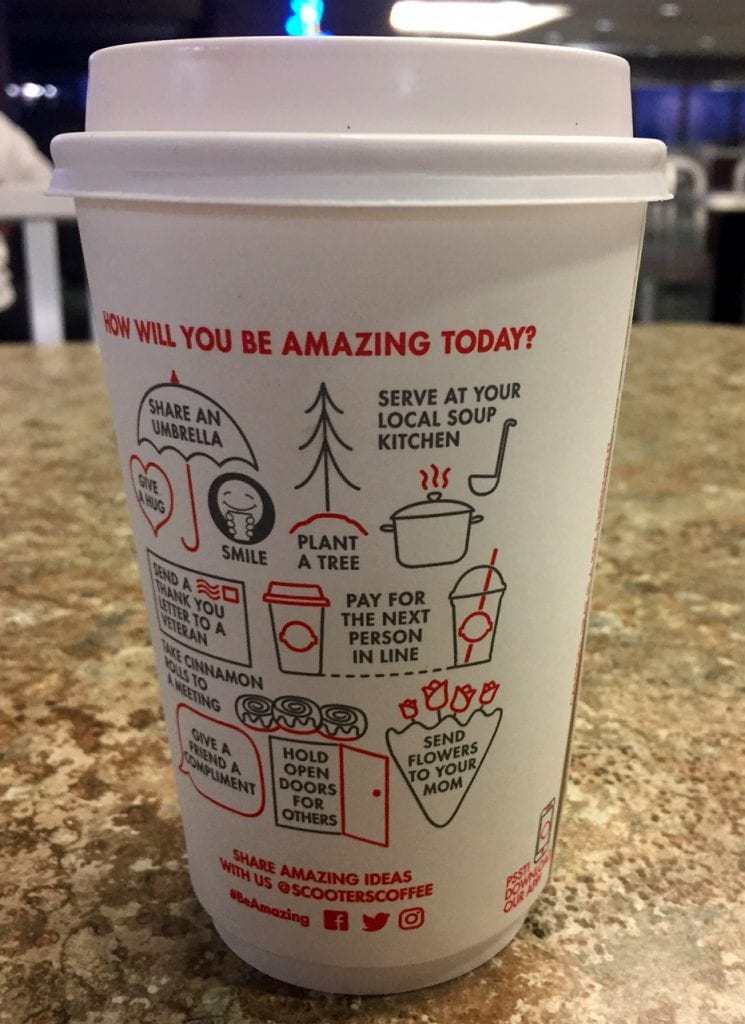 HOW WILL YOU BE AMAZING TODAY?
SHARE AN
UMBRELLA
SERVE AT YOUR
LOCAL SOUP
KITCHEN
GIVE
A HUG
SMILE
PLANT
A TREE
SEND A
THANK YOU
LETTER TO A
VETERAN
PAY FOR
THE NEXT
PERSON
IN LINE
TAKE CINNAMON
ROLLS TO
A MEETING
GIVE A
FRIEND A
COMPLIMENT
HOLD
OPEN
DOORS
FOR
OTHERS
SEND
FLOWERS
TO YOUR
MOM
SHARE AMAZING IDEAS
WITH US @SCOOTERSCOFFEE
#BeAmazing
PSST!
DOWNLOAD
OUR APP!